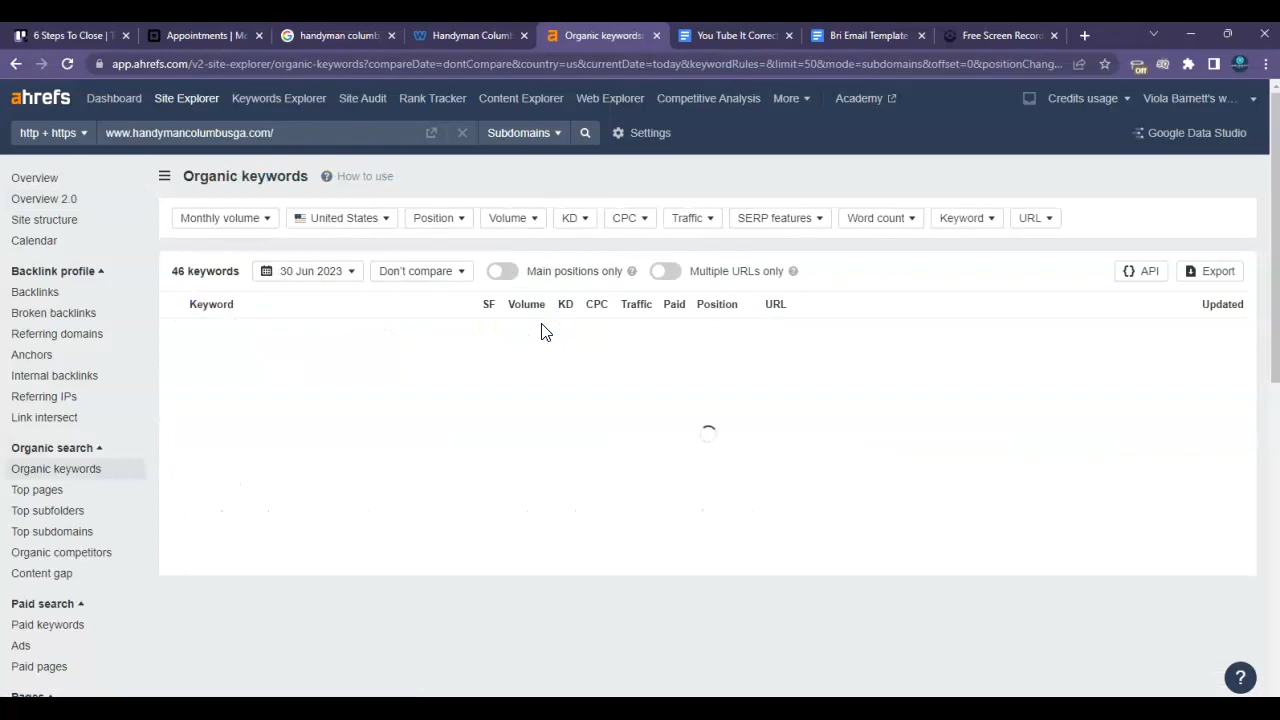 6 Steps To Close | T
Appointments | Mo
handyman columb
Handyman Columb
Organic keywords:
You Tube It Correct
Bri Email Template
Free Screen Record
app.ahrefs.com/v2-site-explorer/organic-keywords?compareDate=dontCompare&country=us&currentDate=today&keywordRules=&limit=50&mode=subdomains&offset=0&positionChang...
Off
ahrefs
Dashboard
Site Explorer
Keywords Explorer
Site Audit
Rank Tracker
Content Explorer
Web Explorer
Competitive Analysis
More
Academy
Credits usage
Viola Barnett's w...
http + https
www.handymancolumbusga.com/
Subdomains
Settings
Google Data Studio
Overview
Overview 2.0
Site structure
Calendar
Backlink profile
Backlinks
Broken backlinks
Referring domains
Anchors
Internal backlinks
Referring IPs
Link intersect
Organic search
Organic keywords
Top pages
Top subfolders
Top subdomains
Organic competitors
Content gap
Paid search
Paid keywords
Ads
Paid pages
Pages
Organic keywords
? How to use
Monthly volume
United States
Position
Volume
KD
CPC
Traffic
SERP features
Word count
Keyword
URL
46 keywords
30 Jun 2023
Don't compare
Main positions only ?
Multiple URLs only ?
{} API
Export
Keyword SF Volume KD CPC Traffic Paid Position URL Updated
?